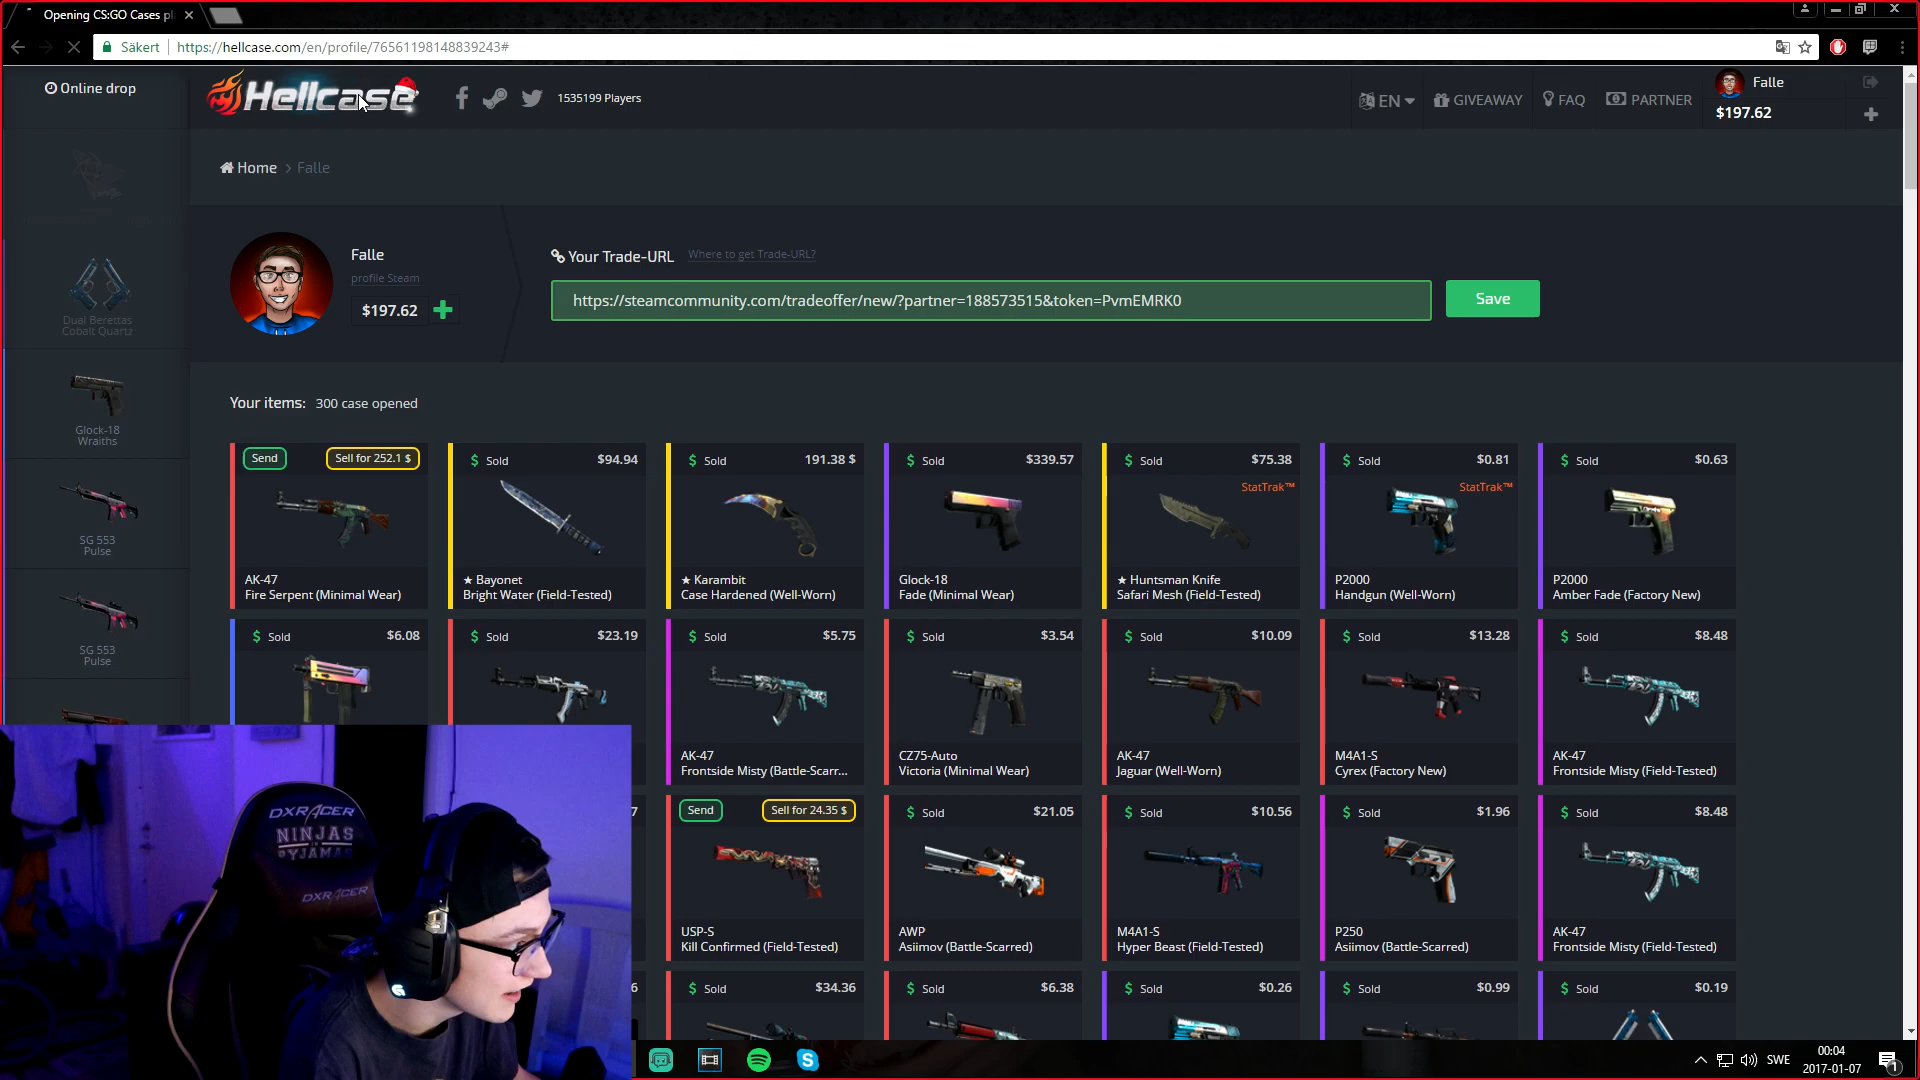 Opening CS:GO Cases pl
Säkert
https://hellcase.com/en/profile/76561198148839243#
Online drop
Hellcase
1535199 Players
EN
GIVEAWAY
FAQ
PARTNER
Falle
$197.62
Home > Falle
Falle
profile Steam
$197.62
Your Trade-URL
Where to get Trade-URL?
https://steamcommunity.com/tradeoffer/new/?partner=188573515&token=PvmEMRK0
Save
Dual Berettas
Cobalt Quartz
Glock-18
Wraiths
SG 553
Pulse
SG 553
Pulse
Your items: 300 case opened
Send
Sell for 252.1 $
AK-47
Fire Serpent (Minimal Wear)
$ Sold
$94.94
★ Bayonet
Bright Water (Field-Tested)
$ Sold
191.38 $
★ Karambit
Case Hardened (Well-Worn)
$ Sold
$339.57
Glock-18
Fade (Minimal Wear)
$ Sold
$75.38
StatTrak™
★ Huntsman Knife
Safari Mesh (Field-Tested)
$ Sold
$0.81
StatTrak™
P2000
Handgun (Well-Worn)
$ Sold
$0.63
P2000
Amber Fade (Factory New)
$ Sold
$6.08
$ Sold
$23.19
$ Sold
$5.75
AK-47
Frontside Misty (Battle-Scarr...
$ Sold
$3.54
CZ75-Auto
Victoria (Minimal Wear)
$ Sold
$10.09
AK-47
Jaguar (Well-Worn)
$ Sold
$13.28
M4A1-S
Cyrex (Factory New)
$ Sold
$8.48
AK-47
Frontside Misty (Field-Tested)
7
Send
Sell for 24.35 $
USP-S
Kill Confirmed (Field-Tested)
$ Sold
$21.05
AWP
Asiimov (Battle-Scarred)
$ Sold
$10.56
M4A1-S
Hyper Beast (Field-Tested)
$ Sold
$1.96
P250
Asiimov (Battle-Scarred)
$ Sold
$8.48
AK-47
Frontside Misty (Field-Tested)
6
$ Sold
$34.36
$ Sold
$6.38
$ Sold
$0.26
$ Sold
$0.99
$ Sold
$0.19
DXRACER
NINJAS
IN
PYJAMAS
DXRACER
SWE
00:04
2017-01-07
1